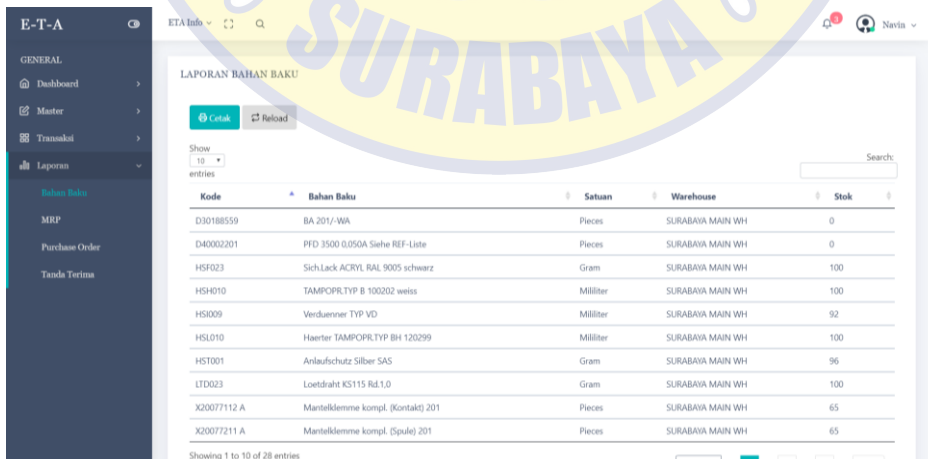 E-T-A
ETA Info
3
Navin
SURABAYA
GENERAL
Dashboard
Master
Transaksi
Laporan
Bahan Baku
MRP
Purchase Order
Tanda Terima
LAPORAN BAHAN BAKU
Cetak Reload
Show
10
entries
Search:
Kode Bahan Baku Satuan Warehouse Stok
D30188559 BA 201/-WA Pieces SURABAYA MAIN WH 0
D40002201 PFD 3500 0,050A Siehe REF-Liste Pieces SURABAYA MAIN WH 0
HSF023 Sich.Lack ACRYL RAL 9005 schwarz Gram SURABAYA MAIN WH 100
HSH010 TAMPOPR.TYP B 100202 weiss Mililiter SURABAYA MAIN WH 100
HSI009 Verduenner TYP VD Mililiter SURABAYA MAIN WH 92
HSL010 Haerter TAMPOPR.TYP BH 120299 Mililiter SURABAYA MAIN WH 100
HST001 Anlaufschutz Silber SAS Gram SURABAYA MAIN WH 96
LTD023 Loetdraht KS115 Rd.1,0 Gram SURABAYA MAIN WH 100
X20077112 A Mantelklemme kompl. (Kontakt) 201 Pieces SURABAYA MAIN WH 65
X20077211 A Mantelklemme kompl. (Spule) 201 Pieces SURABAYA MAIN WH 65
Showing 1 to 10 of 28 entries